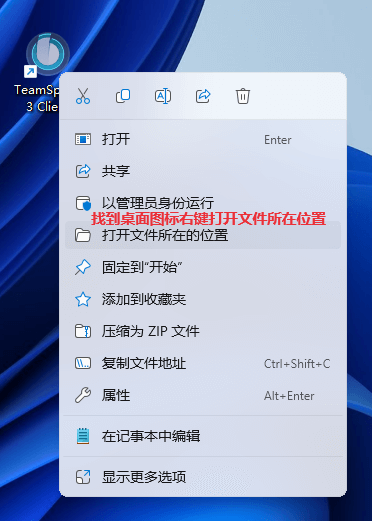 TeamSp
3 Clie
打开 Enter
共享
以管理员身份运行
找到桌面图标右键打开文件所在位置
打开文件所在的位置
固定到"开始"
添加到收藏夹
压缩为 ZIP 文件
复制文件地址 Ctrl+Shift+C
属性 Alt+Enter
在记事本中编辑
显示更多选项